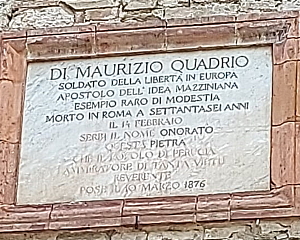 DI MAURIZIO QUADRIO
SOLDATO DELLA LIBERTÀ IN EUROPA
APOSTOLO DELL'IDEA MAZZINIANA
ESEMPIO RARO DI MODESTIA
MORTO IN ROMA A SETTANTASEI ANNI
IL 14 FEBBRAIO
SERBI IL NOME ONORATO
QUESTA PIETRA
CHE IL POPOLO DI PERUGIA
AMMIRATORE DI TANTA VIRTÙ
REVERENTE
POSE IL 10 MARZO 1876